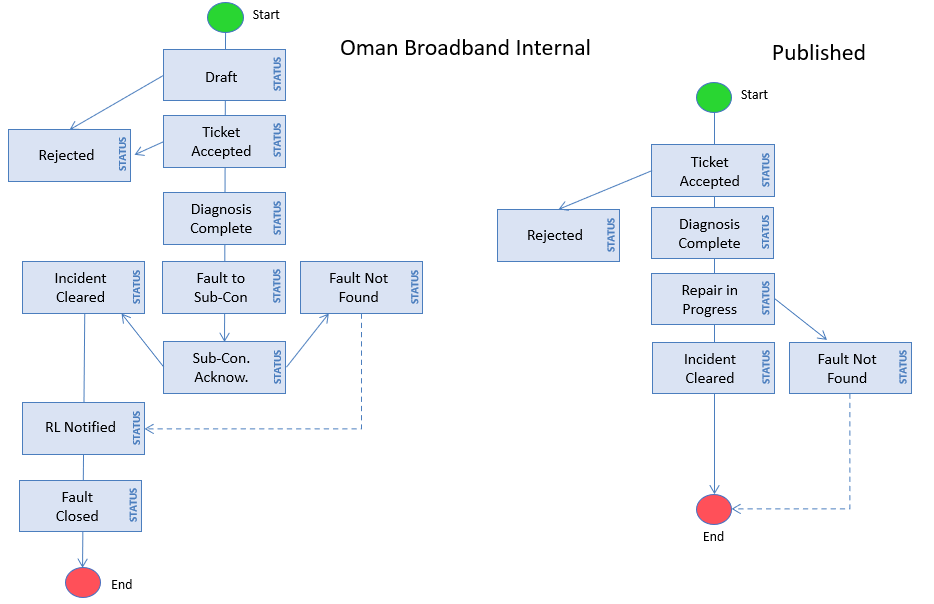 Start
Oman Broadband Internal
Draft
STATUS
Ticket
Accepted
STATUS
Rejected
STATUS
Diagnosis
Complete
STATUS
Incident
Cleared
STATUS
Fault to
Sub-Con
STATUS
Fault Not
Found
STATUS
Sub-Con.
Acknow.
STATUS
RL Notified
STATUS
Fault
Closed
STATUS
End
Published
Start
Ticket
Accepted
STATUS
Rejected
STATUS
Diagnosis
Complete
STATUS
Repair in
Progress
STATUS
Incident
Cleared
STATUS
Fault Not
Found
STATUS
End